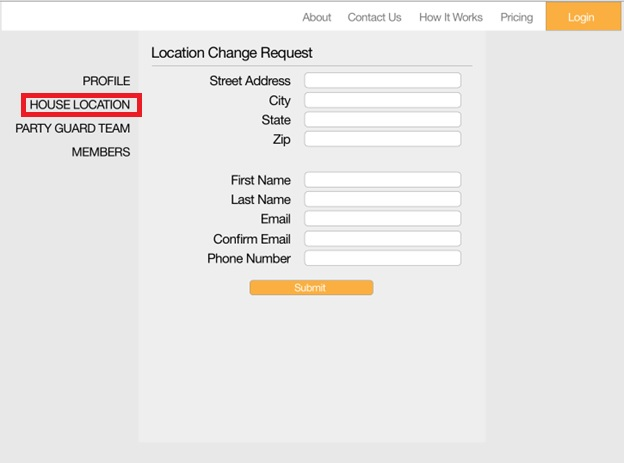 About Contact Us How It Works Pricing Login
Location Change Request
PROFILE
HOUSE LOCATION
PARTY GUARD TEAM
MEMBERS
Street Address
City
State
Zip
First Name
Last Name
Email
Confirm Email
Phone Number
Submit